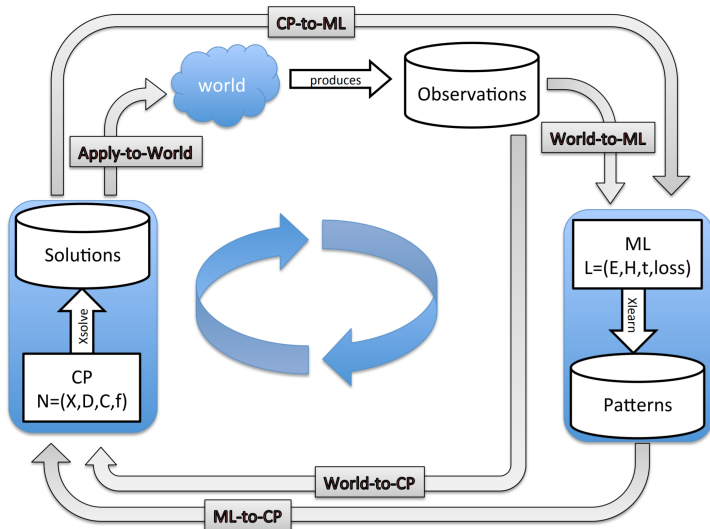 CP-to-ML
world
produces
Observations
World-to-ML
Apply-to-World
Solutions
Xsolve
CP
N=(X,D,C,f)
ML
L=(E,H,t,loss)
Xlearn
Patterns
World-to-CP
ML-to-CP